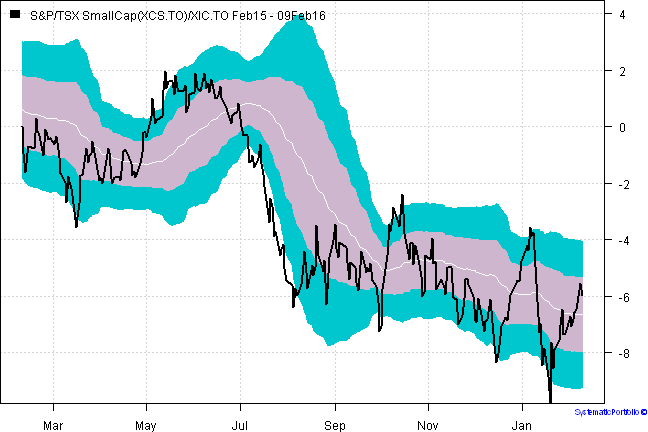 S&P/TSX SmallCap(XCS.TO)/XIC.TO Feb15 - 09Feb16
4
2
0
-2
-4
-6
-8
Mar May Jul Sep Nov Jan
SystematicPortfolio ©